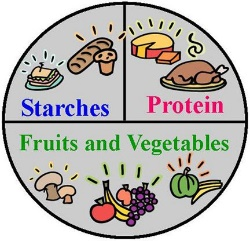 Starches
Protein
Fruits and Vegetables